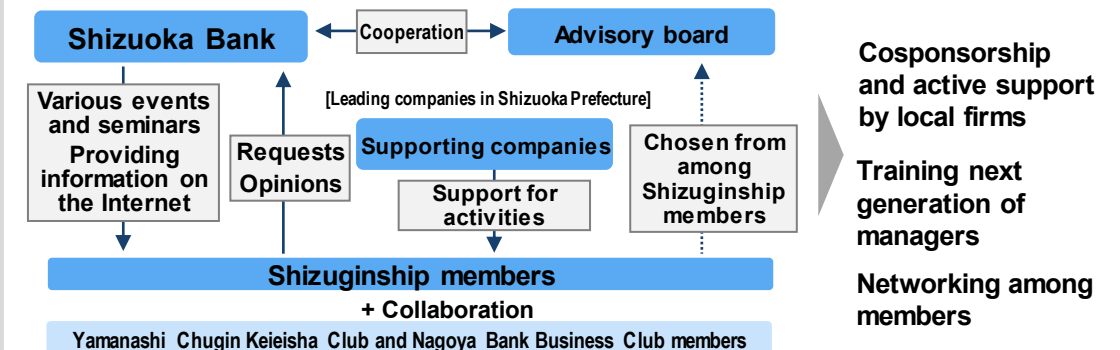 Shizuoka Bank
Cooperation
Advisory board
Various events
and seminars
Providing
information on
the Internet
Requests
Opinions
[Leading companies in Shizuoka Prefecture]
Supporting companies
Support for
activities
Chosen from
among
Shizuginship
members
Shizuginship members
+ Collaboration
Yamanashi Chugin Keieisha Club and Nagoya Bank Business Club members
Cosponsorship
and active support
by local firms
Training next
generation of
managers
Networking among
members